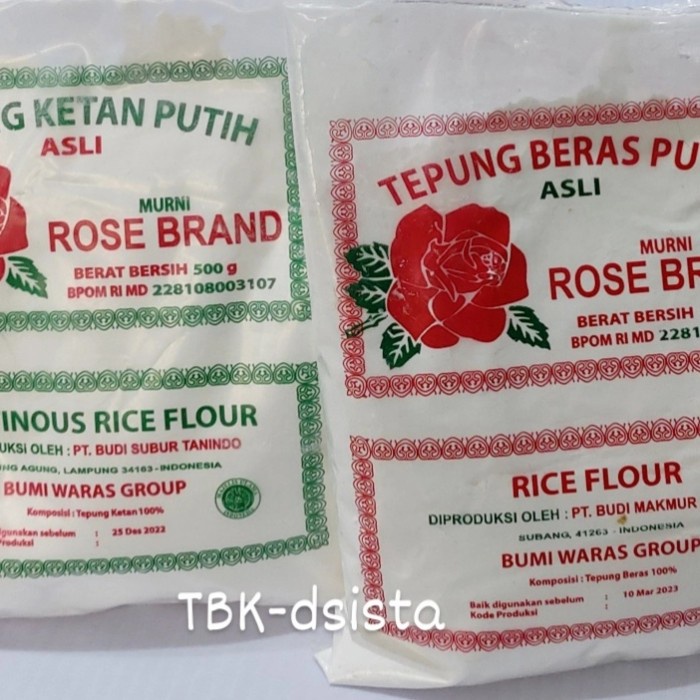 G KETAN PUTIH
ASLI
MURNI
ROSE BRAND
BERAT BERSIH 500 g
BPOM RI MD 228108003107
INOUS RICE FLOUR
UKSI OLEH : PT. BUDI SUBUR TANINDO
NG AGUNG, LAMPUNG 34163-INDONESIA
BUMI WARAS GROUP
Komposisi : Tepung Ketan 100%
igunakan sebelum : 25 Des 2022
Produksi :
TEPUNG BERAS PU
ASLI
MURNI
ROSE BR
BERAT BERSIH
BPOM RI MD 2281
RICE FLOUR
DIPRODUKSI OLEH : PT. BUDI MAKMUR
SUBANG, 41263 - INDONESIA
BUMI WARAS GROUP
Komposisi : Tepung Beras 100%
Baik digunakan sebelum : 10 Mar 2023
Kode Produksi :
TBK-dsista